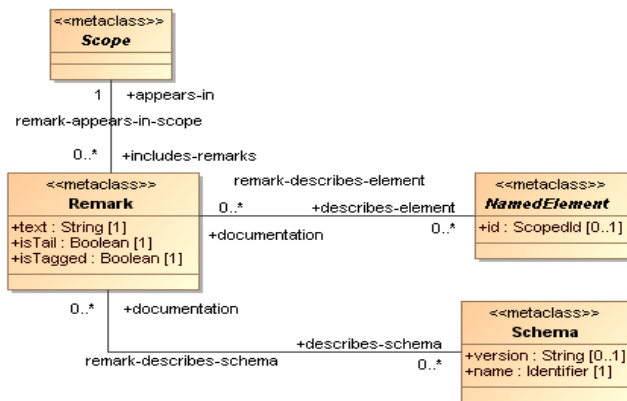 <<metaclass>>
Scope
1 +appears-in
remark-appears-in-scope
0..* +includes-remarks
<<metaclass>>
Remark
+text : String [1]
+isTail : Boolean [1]
+isTagged : Boolean [1]
remark-describes-element
0..* +describes-element
+documentation 0..*
<<metaclass>>
NamedElement
+id : ScopedId [0..1]
0..* +documentation
+describes-schema
remark-describes-schema 0..*
<<metaclass>>
Schema
+version : String [0..1]
+name : Identifier [1]